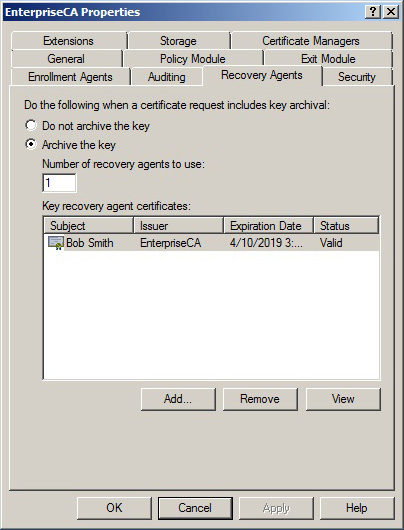 EnterpriseCA Properties
Extensions Storage Certificate Managers
General Policy Module Exit Module
Enrollment Agents Auditing Recovery Agents Security
Do the following when a certificate request includes key archival:
Do not archive the key
Archive the key
Number of recovery agents to use:
1
Key recovery agent certificates:
Subject Issuer Expiration Date Status
Bob Smith EnterpriseCA 4/10/2019 3:... Valid
Add... Remove View
OK Cancel Apply Help